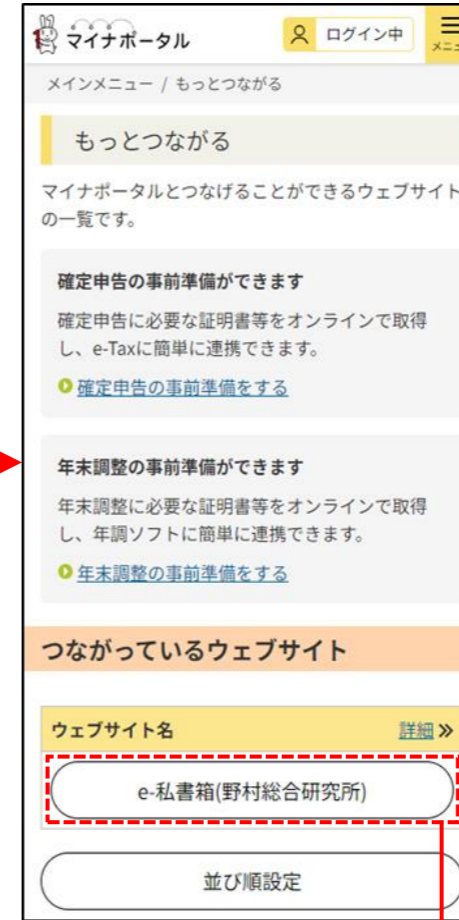 マイナポータル
ログイン中
メインメニュー / もっとつながる
もっとつながる
マイナポータルとつなげることができるウェブサイト
の一覧です。
確定申告の事前準備ができます
確定申告に必要な証明書等をオンラインで取得
し、e-Taxに簡単に連携できます。
確定申告の事前準備をする
年末調整の事前準備ができます
年末調整に必要な証明書等をオンラインで取得
し、年調ソフトに簡単に連携できます。
年末調整の事前準備をする
つながっているウェブサイト
ウェブサイト名 詳細
e-私書箱(野村総合研究所)
並び順設定